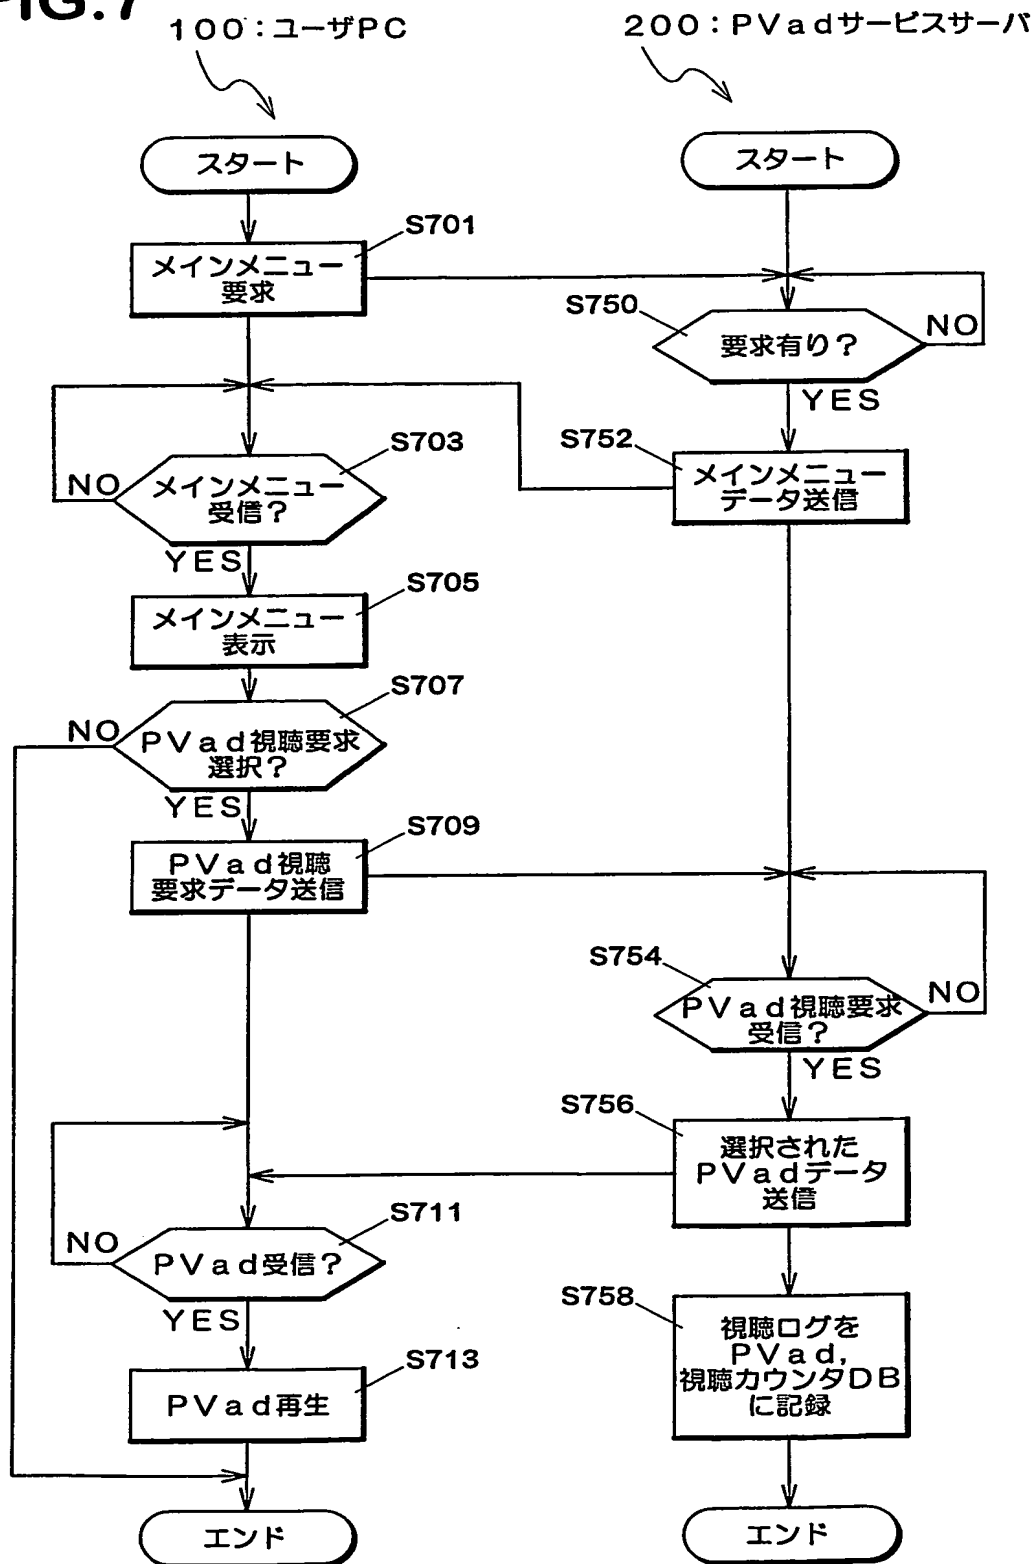 FIG.7
100：ユーザPC
200：PVadサービスサーバ
スタート
スタート
S701
メインメニュー
要求
S750
要求有り？
NO
YES
S703
メインメニュー
受信？
NO
YES
S752
メインメニュー
データ送信
S705
メインメニュー
表示
S707
PVad視聴要求
選択？
NO
YES
S709
PVad視聴
要求データ送信
S754
PVad視聴要求
受信？
NO
YES
S756
選択された
PVadデータ
送信
S711
PVad受信？
NO
YES
S758
視聴ログを
PVad,
視聴カウンタDB
に記録
S713
PVad再生
エンド
エンド